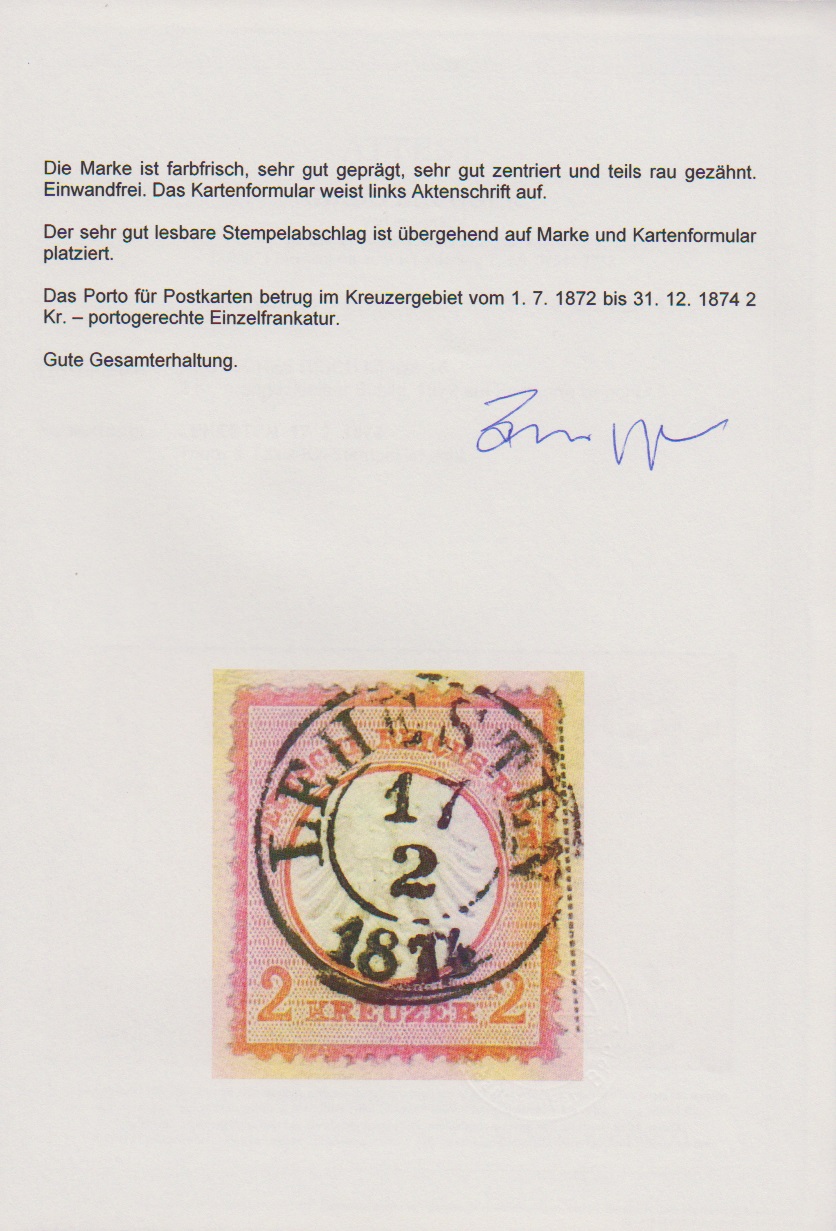 Die Marke ist farbfrisch, sehr gut geprägt, sehr gut zentriert und teils rau gezähnt.
Einwandfrei. Das Kartenformular weist links Aktenschrift auf.
Der sehr gut lesbare Stempelabschlag ist übergehend auf Marke und Kartenformular
platziert.
Das Porto für Postkarten betrug im Kreuzergebiet vom 1. 7. 1872 bis 31. 12. 1874 2
Kr. – portogerechte Einzelfrankatur.
Gute Gesamterhaltung.
LEHESTEN
17
2
1874
2 KREUZER 2